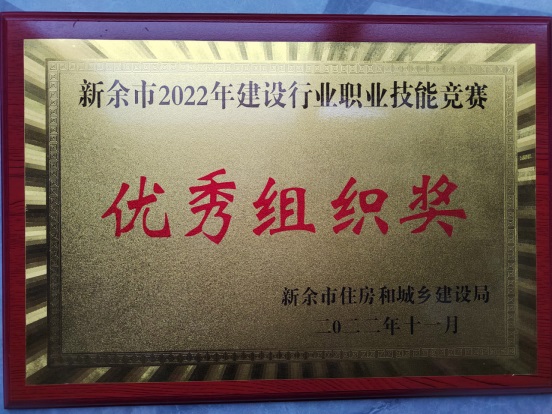 新余市2022年建设行业职业技能竞赛
优秀组织奖
新余市住房和城乡建设局
二〇二二年十一月